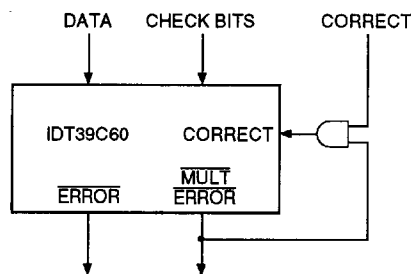 DATA CHECK BITS CORRECT
IDT39C60 CORRECT
ERROR MULT
ERROR